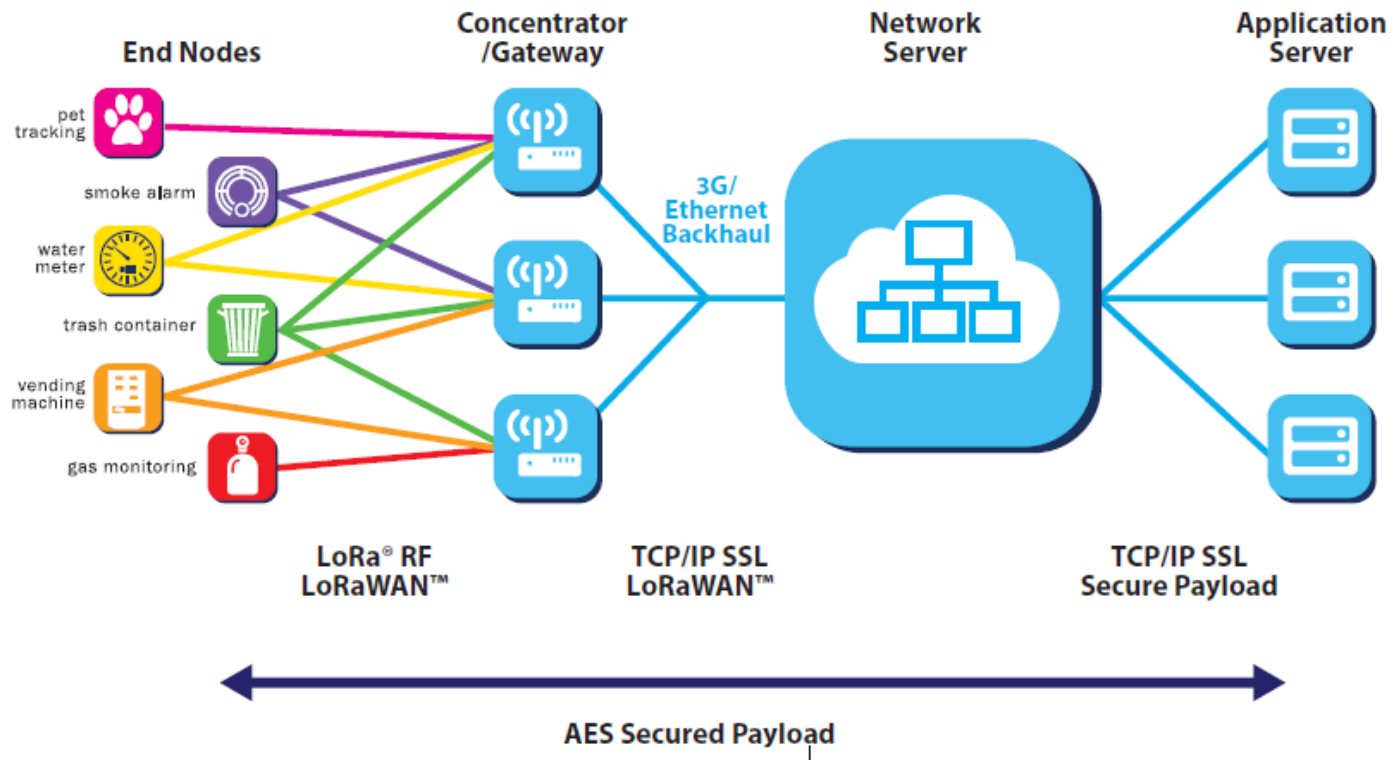 Concentrator
/Gateway
Network
Server
Application
Server
End Nodes
pet
tracking
smoke alarm
water
meter
trash container
vending
machine
gas monitoring
3G/
Ethernet
Backhaul
LoRa® RF
LoRaWAN™
TCP/IP SSL
LoRaWAN™
TCP/IP SSL
Secure Payload
AES Secured Payload